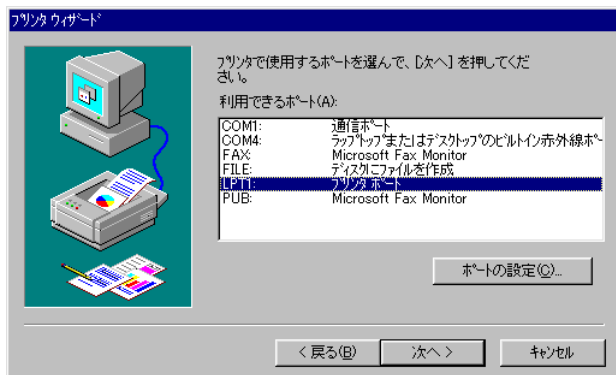 プリンタ ウィザード
プリンタで使用するポートを選んで、[次へ] を押してくだ
さい。
利用できるポート(A):
COM1: 通信ポート
COM4: ラップトップまたはデスクトップのビルトイン赤外線ポー
FAX: Microsoft Fax Monitor
FILE: ディスクにファイルを作成
LPT1: プリンタ ポート
PUB: Microsoft Fax Monitor
ポートの設定(C)...
< 戻る(B)
次へ >
キャンセル